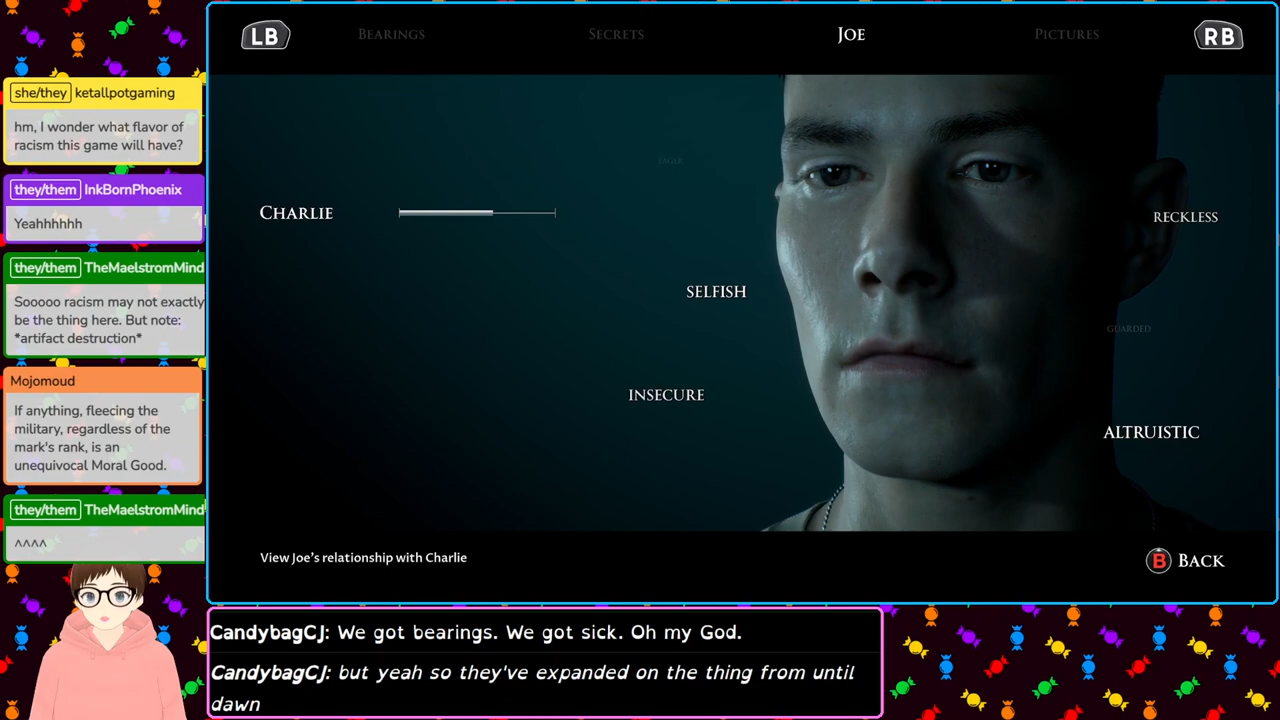 LB
BEARINGS
SECRETS
JOE
PICTURES
RB
she/they ketallpotgaming
hm, I wonder what flavor of
racism this game will have?
they/them InkBornPhoenix
Yeahhhhhh
they/them TheMaelstromMind
Sooooo racism may not exactly
be the thing here. But note:
*artifact destruction*
Mojomoud
If anything, fleecing the
military, regardless of the
mark's rank, is an
unequivocal Moral Good.
they/them TheMaelstromMind
^^^^
EAGER
CHARLIE
RECKLESS
SELFISH
GUARDED
INSECURE
ALTRUISTIC
View Joe's relationship with Charlie
B BACK
CandybagCJ: We got bearings. We got sick. Oh my God.
CandybagCJ: but yeah so they've expanded on the thing from until
dawn